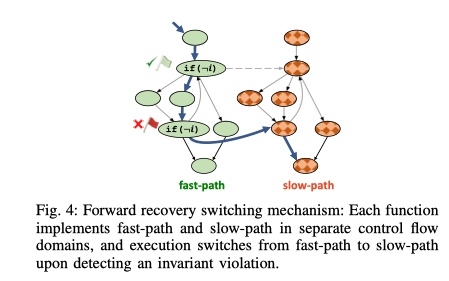 if(¬l)
if(¬l)
fast-path
slow-path
Fig. 4: Forward recovery switching mechanism: Each function
implements fast-path and slow-path in separate control flow
domains, and execution switches from fast-path to slow-path
upon detecting an invariant violation.